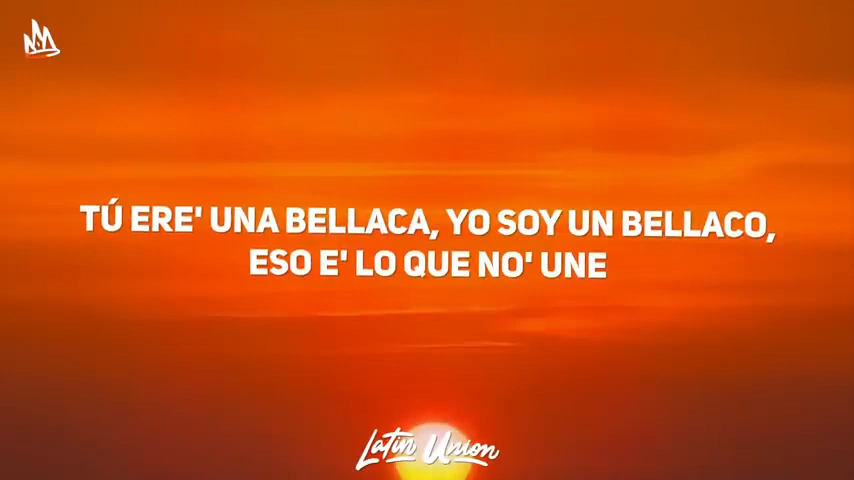 TÚ ERE' UNA BELLACA, YO SOY UN BELLACO,
ESO E' LO QUE NO' UNE
Latin Union